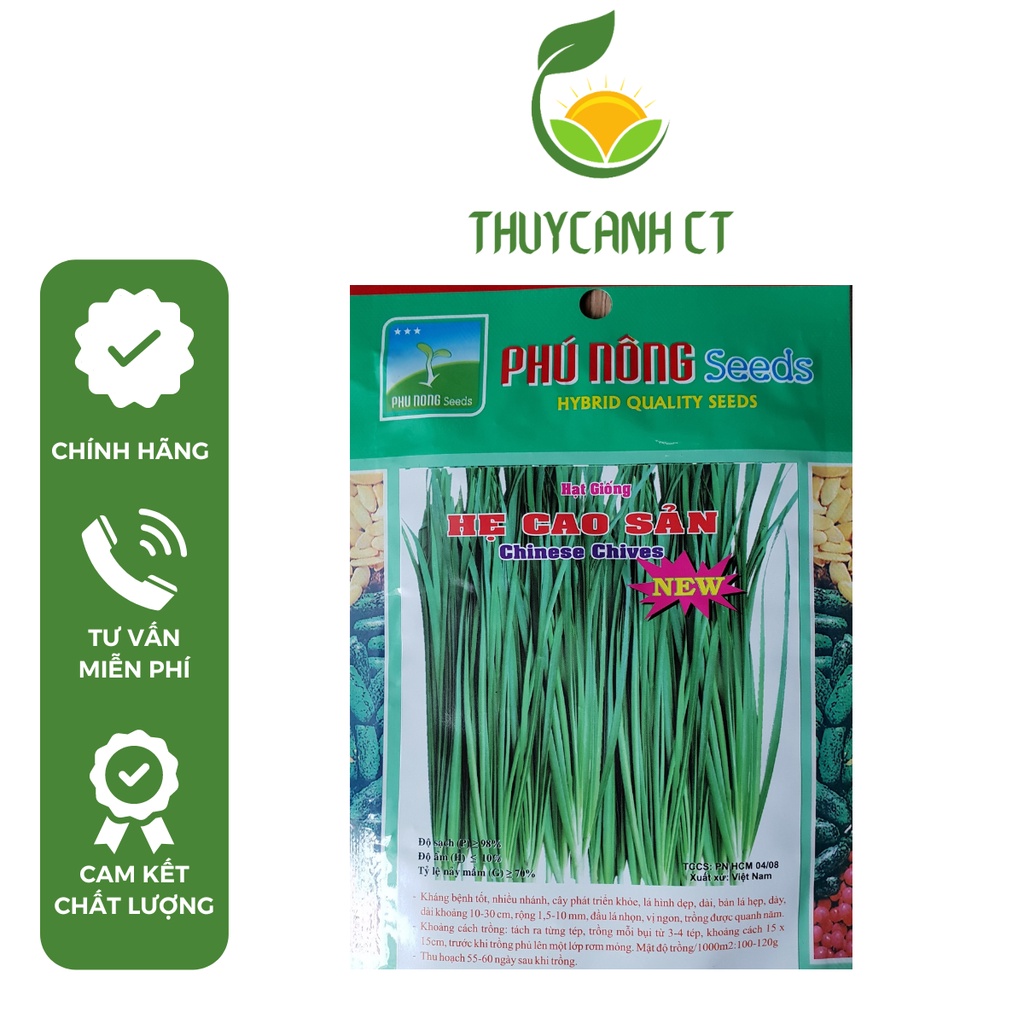 THUYCANH CT
CHÍNH HÃNG
TƯ VẤN
MIỄN PHÍ
CAM KẾT
CHẤT LƯỢNG
PHU NONG Seeds
PHÚ NÔNG Seeds
HYBRID QUALITY SEEDS
Hạt Giống
HẸ CAO SẢN
Chinese Chives
NEW
Độ sạch (P) ≥ 98%
Độ ẩm (H) ≤ 10%
Tỷ lệ nảy mầm (G) ≥ 70%
TCCS: PN HCM 04/08
Xuất xứ: Việt Nam
- Kháng bệnh tốt, nhiều nhánh, cây phát triển khỏe, lá hình dẹp, dài, bản lá hẹp, dày,
dài khoảng 10-30 cm, rộng 1,5-10 mm, đầu lá nhọn, vị ngon, trồng được quanh năm.
- Khoảng cách trồng: tách ra từng tép, trồng mỗi bụi từ 3-4 tép, khoảng cách 15 x
15cm, trước khi trồng phủ lên một lớp rơm mỏng. Mật độ trồng/1000m2:100-120g
- Thu hoạch 55-60 ngày sau khi trồng.